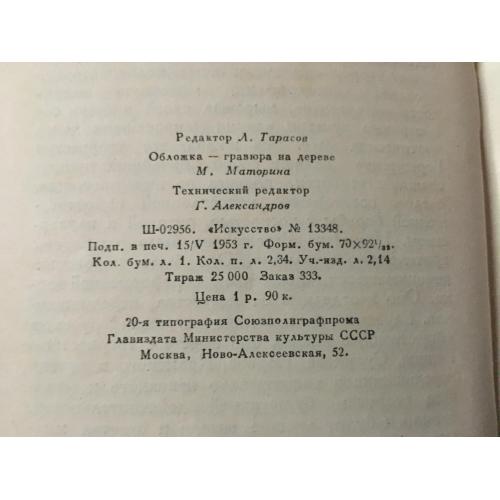 Редактор Л. Тарасов
Обложка — гравюра на дереве
М. Маторина
Технический редактор
Г. Александров
Ш-02956. «Искусство» № 13348.
Подп. в печ. 15/V 1953 г. Форм. бум. 70×92¹/₃₂.
Кол. бум. л. 1. Кол. п. л. 2,34. Уч.-изд. л. 2,14
Тираж 25 000 Заказ 333.
Цена 1 р. 90 к.
20-я типография Союзполиграфпрома
Главиздата Министерства культуры СССР
Москва, Ново-Алексеевская, 52.